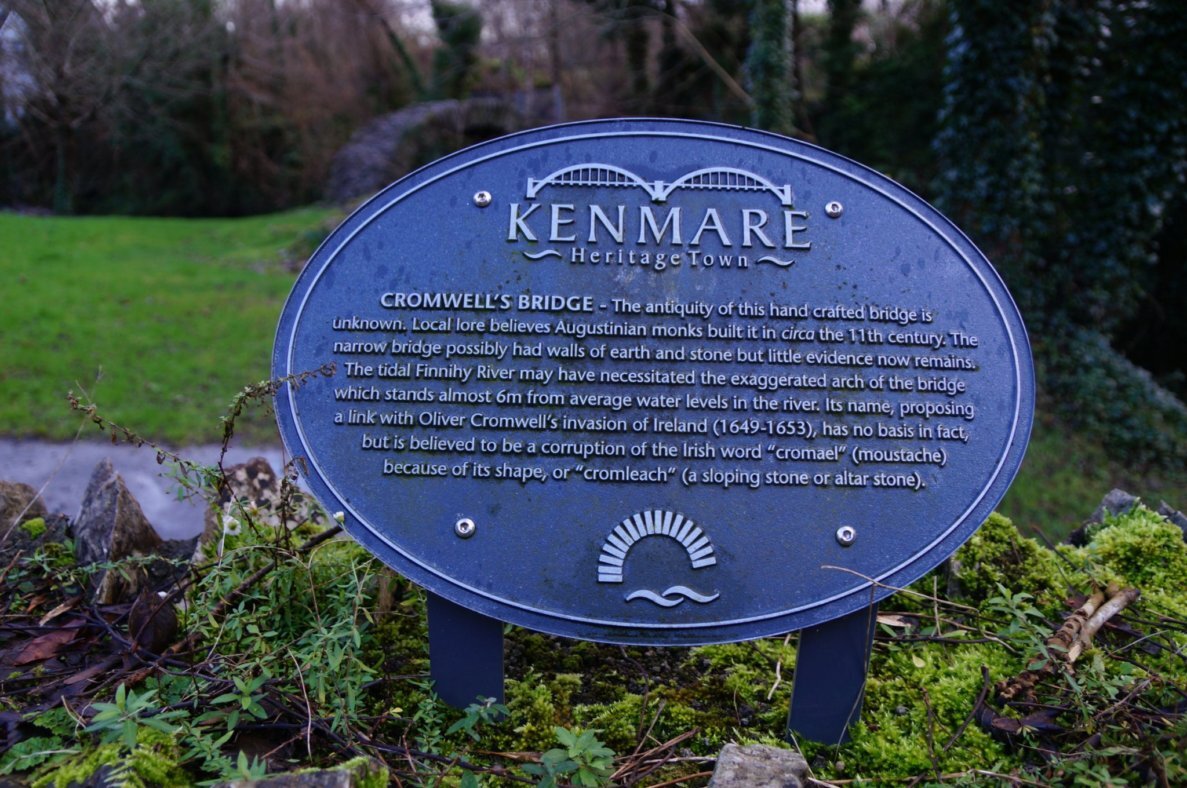 KENMARE
Heritage Town
CROMWELL'S BRIDGE - The antiquity of this hand crafted bridge is
unknown. Local lore believes Augustinian monks built it in circa the 11th century. The
narrow bridge possibly had walls of earth and stone but little evidence now remains.
The tidal Finnihy River may have necessitated the exaggerated arch of the bridge
which stands almost 6m from average water levels in the river. Its name, proposing
a link with Oliver Cromwell's invasion of Ireland (1649-1653), has no basis in fact,
but is believed to be a corruption of the Irish word "cromael" (moustache)
because of its shape, or "cromleach" (a sloping stone or altar stone).